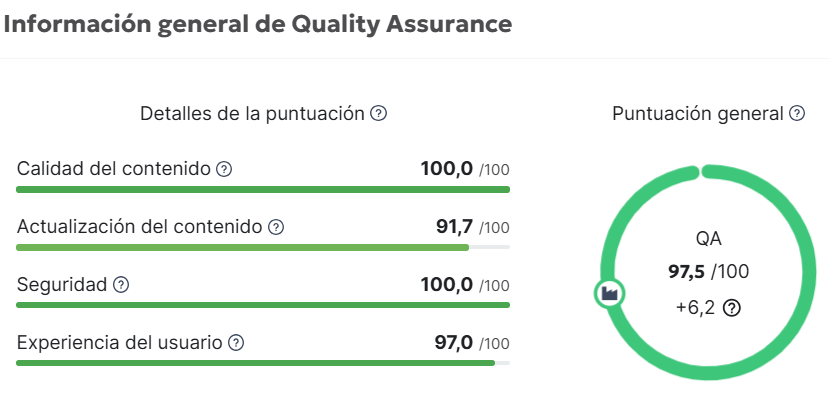 Información general de Quality Assurance
Detalles de la puntuación ?
Calidad del contenido ? 100,0 /100
Actualización del contenido ? 91,7 /100
Seguridad ? 100,0 /100
Experiencia del usuario ? 97,0 /100
Puntuación general ?
QA
97,5 /100
+6,2 ?